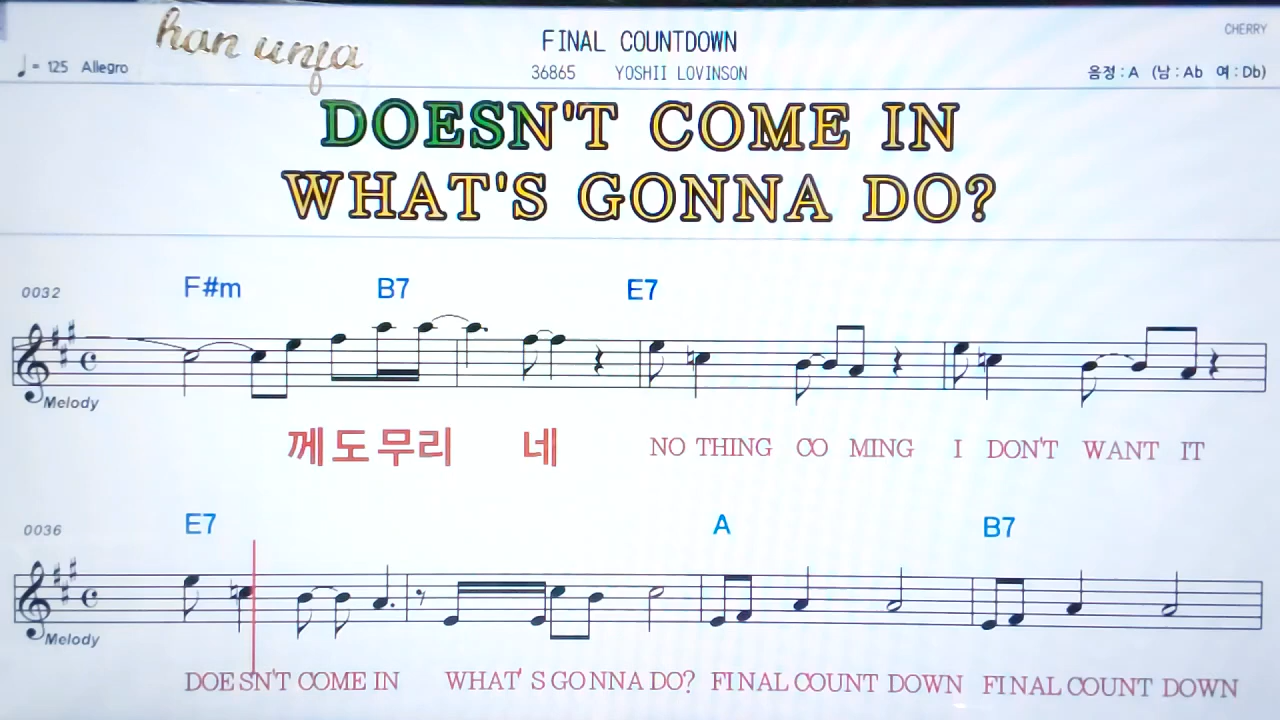 han unja
CHERRY
FINAL COUNTDOWN
♩= 125 Allegro
36865 YOSHII LOVINSON
음정 : A (남 : Ab 여 : Db)
DOESN'T COME IN
WHAT'S GONNA DO?
0032
F#m B7 E7
Melody
께도무리 네 NO THING CO MING I DON'T WANT IT
0036
E7 A B7
Melody
DOE SN'T COME IN WHAT' S GONNA DO? FINAL COUNT DOWN FINAL COUNT DOWN